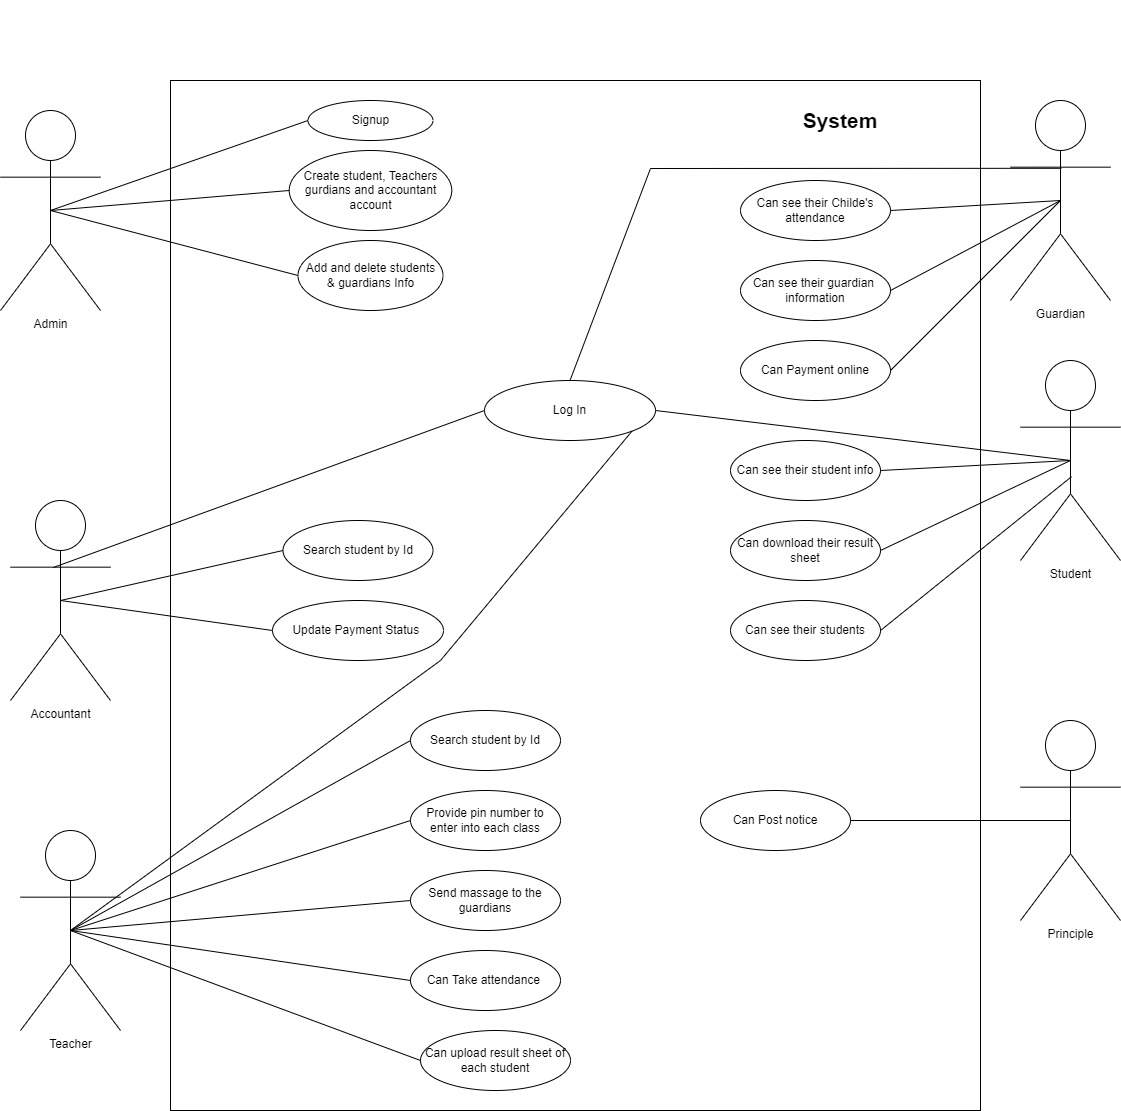 Signup
System
Create student, Teachers
gurdians and accountant
account
Can see their Childe's
attendance
Add and delete students
& guardians Info
Can see their guardian
information
Admin
Guardian
Can Payment online
Log In
Can see their student info
Search student by Id
Can download their result
sheet
Student
Update Payment Status
Can see their students
Accountant
Search student by Id
Provide pin number to
enter into each class
Can Post notice
Send massage to the
guardians
Principle
Can Take attendance
Teacher
Can upload result sheet of
each student